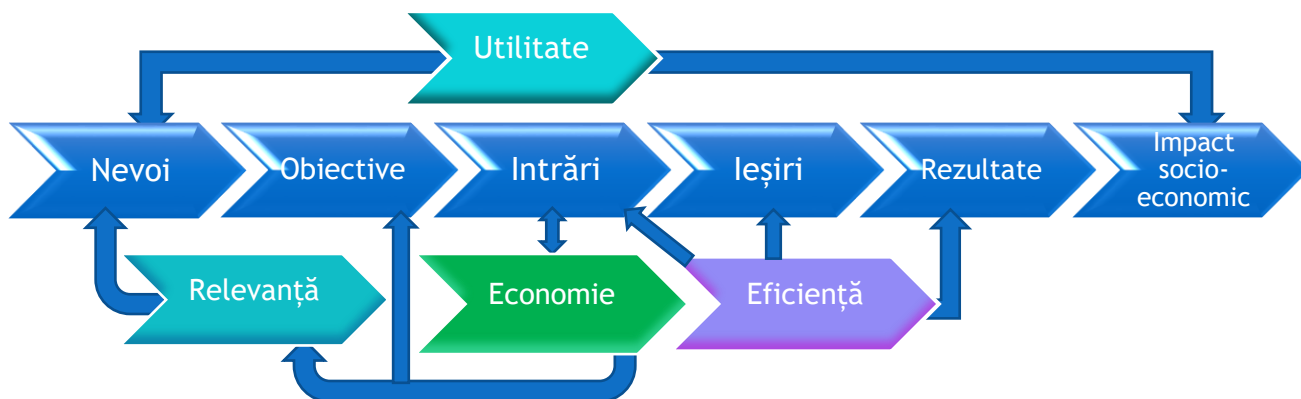 Utilitate
Nevoi
Obiective
Intrări
Ieșiri
Rezultate
Impact
socio-
economic
Relevanță
Economie
Eficiență